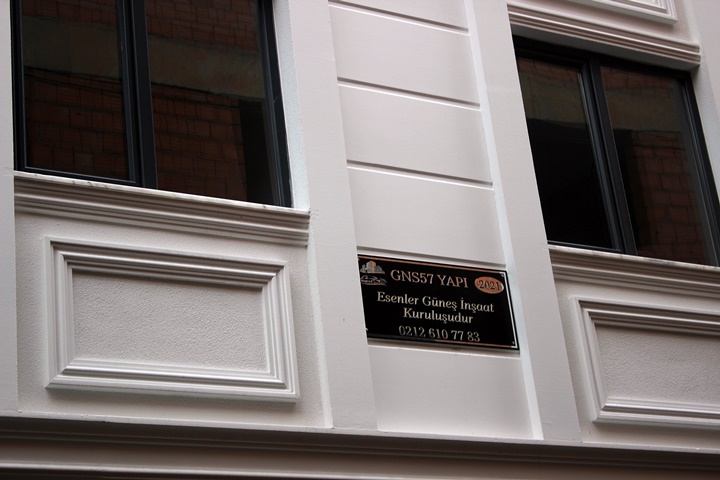 GNS57 YAPI 2021
Esenler Güneş İnşaat
Kuruluşudur
0212 610 77 83